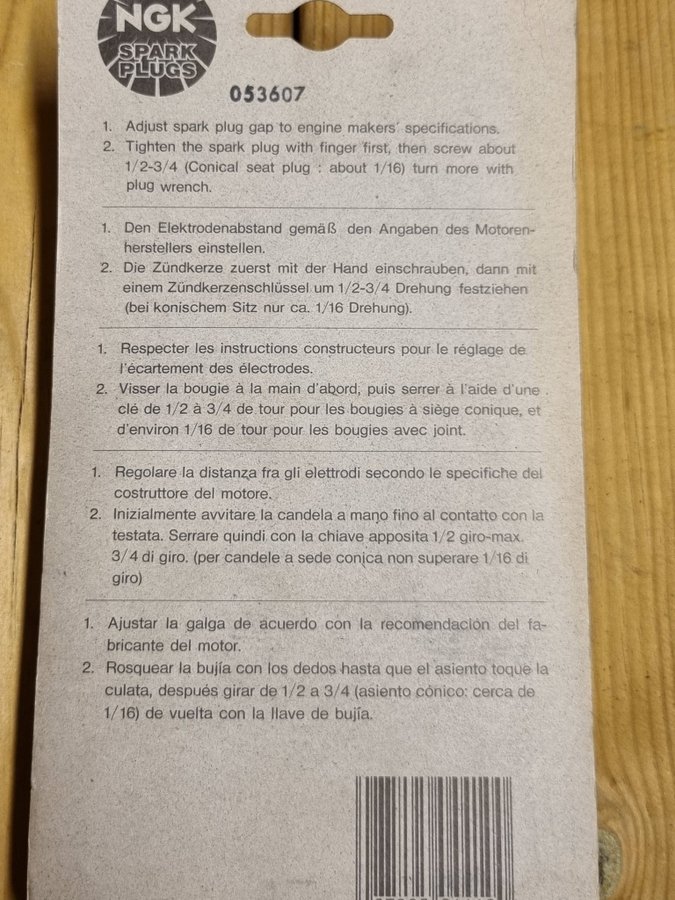 NGK
SPARK
PLUGS
053607
1. Adjust spark plug gap to engine makers' specifications.
2. Tighten the spark plug with finger first, then screw about
1/2-3/4 (Conical seat plug : about 1/16) turn more with
plug wrench.
1. Den Elektrodenabstand gemäß den Angaben des Motoren-
herstellers einstellen.
2. Die Zündkerze zuerst mit der Hand einschrauben, dann mit
einem Zündkerzenschlüssel um 1/2-3/4 Drehung festziehen
(bei konischem Sitz nur ca. 1/16 Drehung).
1. Respecter les instructions constructeurs pour le réglage de
l'écartement des électrodes.
2. Visser la bougie à la main d'abord, puis serrer à l'aide d'une
clé de 1/2 à 3/4 de tour pour les bougies à siège conique, et
d'environ 1/16 de tour pour les bougies avec joint.
1. Regolare la distanza fra gli elettrodi secondo le specifiche del
costruttore del motore.
2. Inizialmente avvitare la candela a mano fino al contatto con la
testata. Serrare quindi con la chiave apposita 1/2 giro-max.
3/4 di giro. (per candele a sede conica non superare 1/16 di
giro)
1. Ajustar la galga de acuerdo con la recomendación del fa-
bricante del motor.
2. Rosquear la bujía con los dedos hasta que el asiento toque la
culata, después girar de 1/2 a 3/4 (asiento cónico: cerca de
1/16) de vuelta con la llave de bujía.